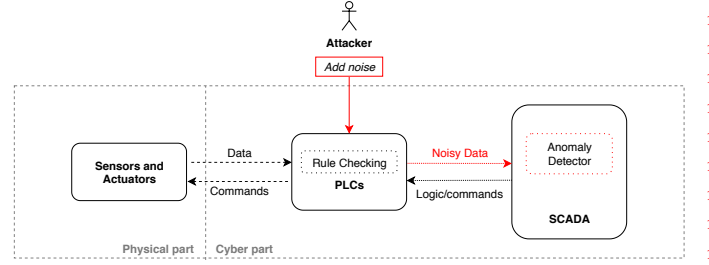 Attacker
Add noise
Sensors and
Actuators
Data
Commands
Rule Checking
PLCs
Noisy Data
Logic/commands
Anomaly
Detector
SCADA
Physical part
Cyber part